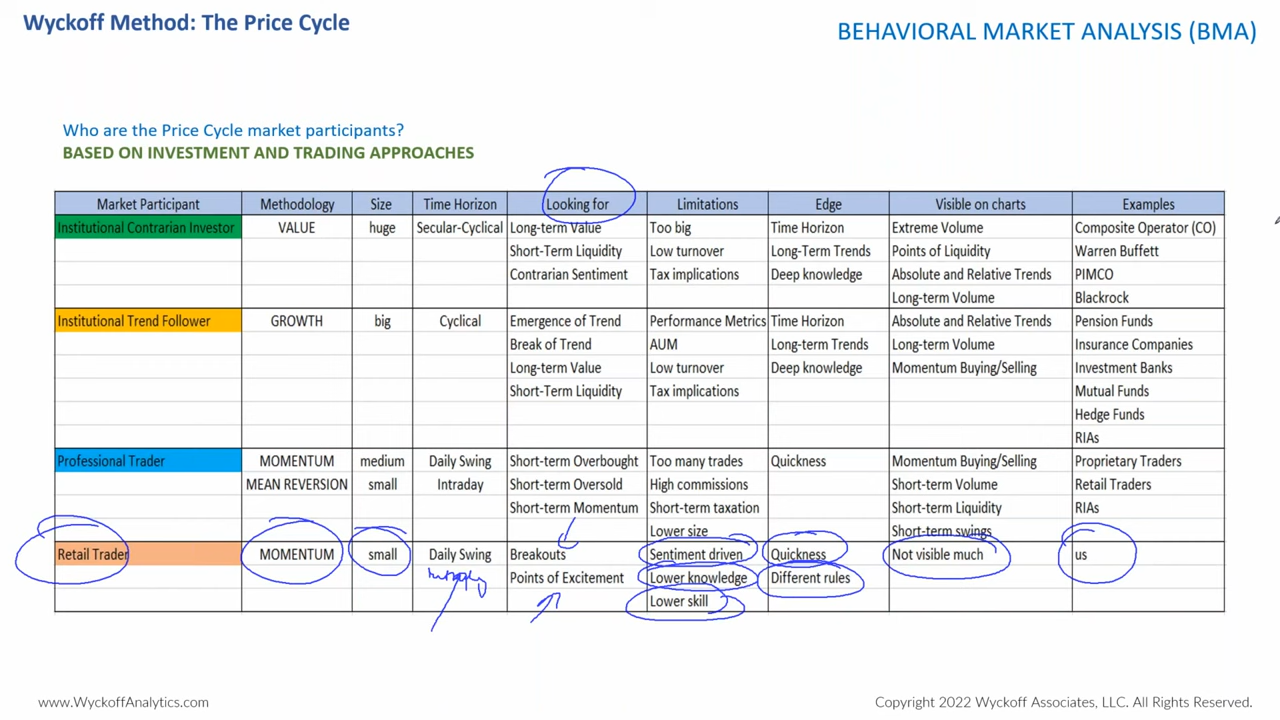 Wyckoff Method: The Price Cycle
BEHAVIORAL MARKET ANALYSIS (BMA)
Who are the Price Cycle market participants?
BASED ON INVESTMENT AND TRADING APPROACHES
Market Participant Methodology Size Time Horizon Looking for Limitations Edge Visible on charts Examples
Institutional Contrarian Investor VALUE huge Secular-Cyclical Long-term Value Too big Time Horizon Extreme Volume Composite Operator (CO)
Short-Term Liquidity Low turnover Long-Term Trends Points of Liquidity Warren Buffett
Contrarian Sentiment Tax implications Deep knowledge Absolute and Relative Trends PIMCO
Long-term Volume Blackrock
Institutional Trend Follower GROWTH big Cyclical Emergence of Trend Performance Metrics Time Horizon Absolute and Relative Trends Pension Funds
Break of Trend AUM Long-term Trends Long-term Volume Insurance Companies
Long-term Value Low turnover Deep knowledge Momentum Buying/Selling Investment Banks
Short-Term Liquidity Tax implications Mutual Funds
Hedge Funds
RIAs
Professional Trader MOMENTUM medium Daily Swing Short-term Overbought Too many trades Quickness Momentum Buying/Selling Proprietary Traders
MEAN REVERSION small Intraday Short-term Oversold High commissions Short-term Volume Retail Traders
Short-term Momentum Short-term taxation Short-term Liquidity RIAs
Lower size Short-term swings
Retail Trader MOMENTUM small Daily Swing Breakouts Sentiment driven Quickness Not visible much us
Points of Excitement Lower knowledge Different rules
Lower skill
www.WyckoffAnalytics.com
Copyright 2022 Wyckoff Associates, LLC. All Rights Reserved.